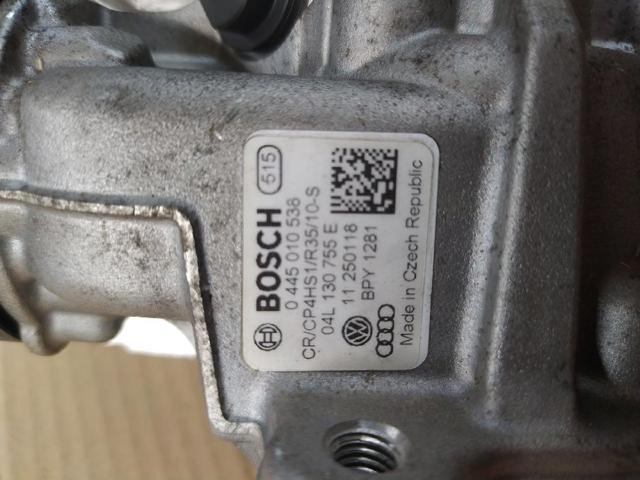 BOSCH 515
0 445 010 538
CR/CP4HS1/R35/10-S
04L 130 755 E
11 250118
BPY 1281
Made in Czech Republic